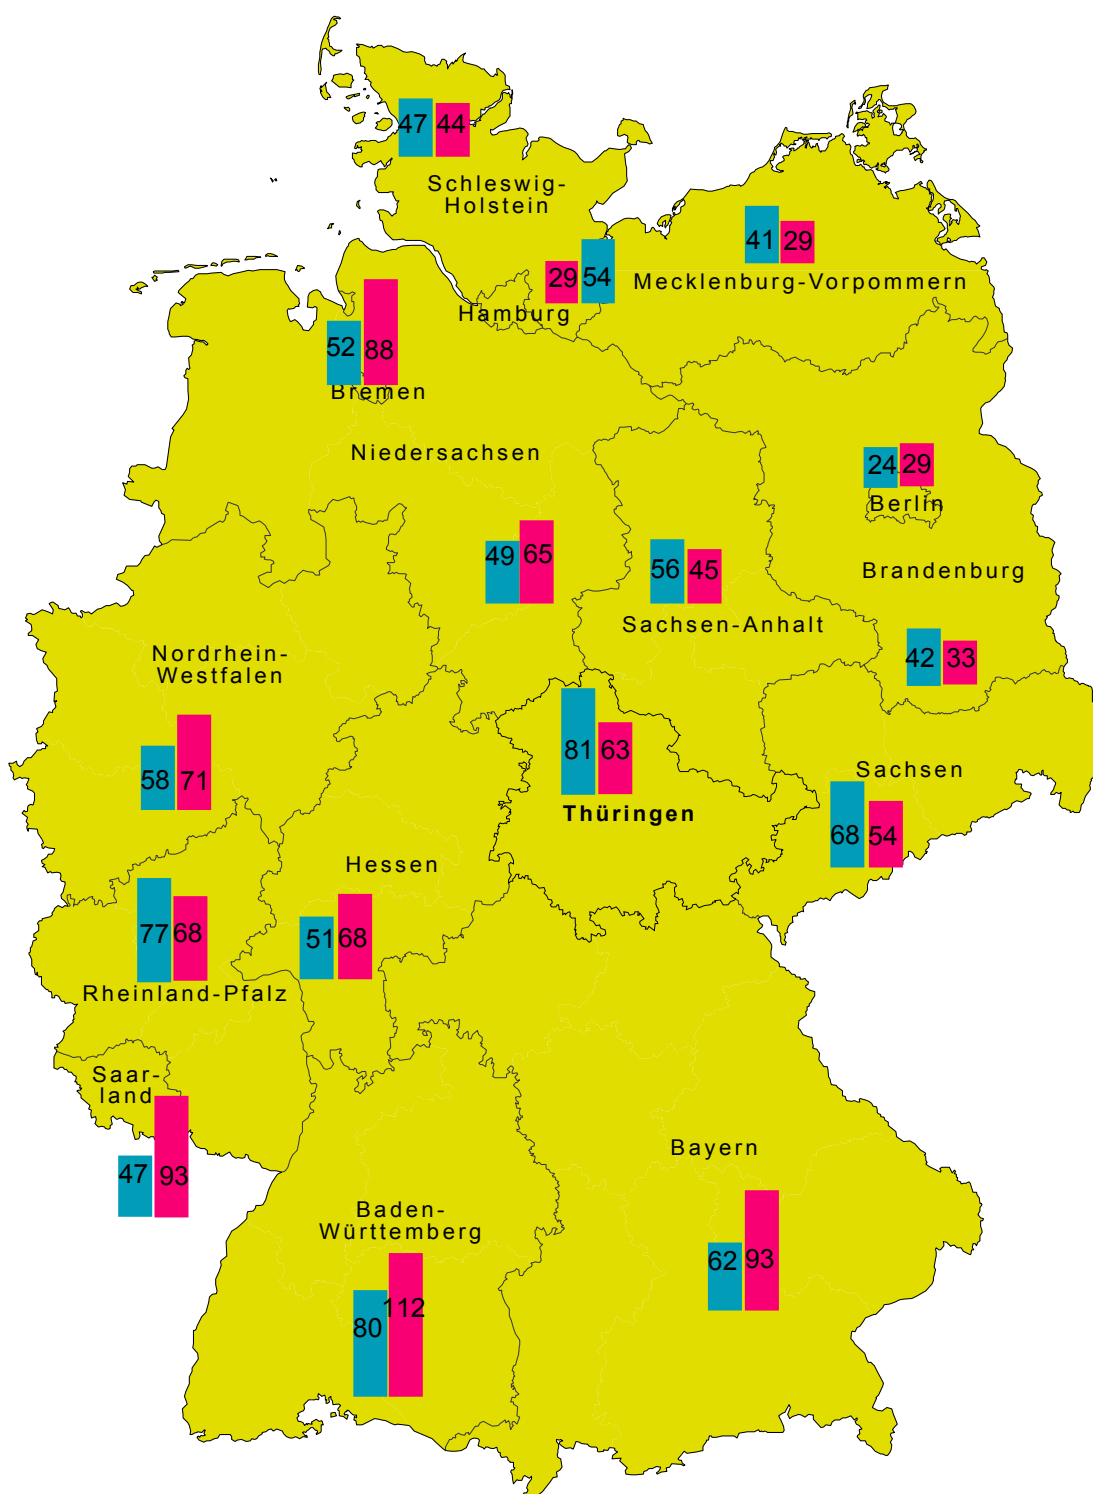 47 44
Schleswig-
Holstein
41 29
29 54
Mecklenburg-Vorpommern
Hamburg
52 88
Bremen
Niedersachsen
24 29
Berlin
49 65
56 45
Brandenburg
Sachsen-Anhalt
Nordrhein-
Westfalen
42 33
58 71
81 63
Sachsen
Thüringen
68 54
Hessen
77 68
51 68
Rheinland-Pfalz
Saar-
land
47 93
Bayern
Baden-
Württemberg
62 93
80 112